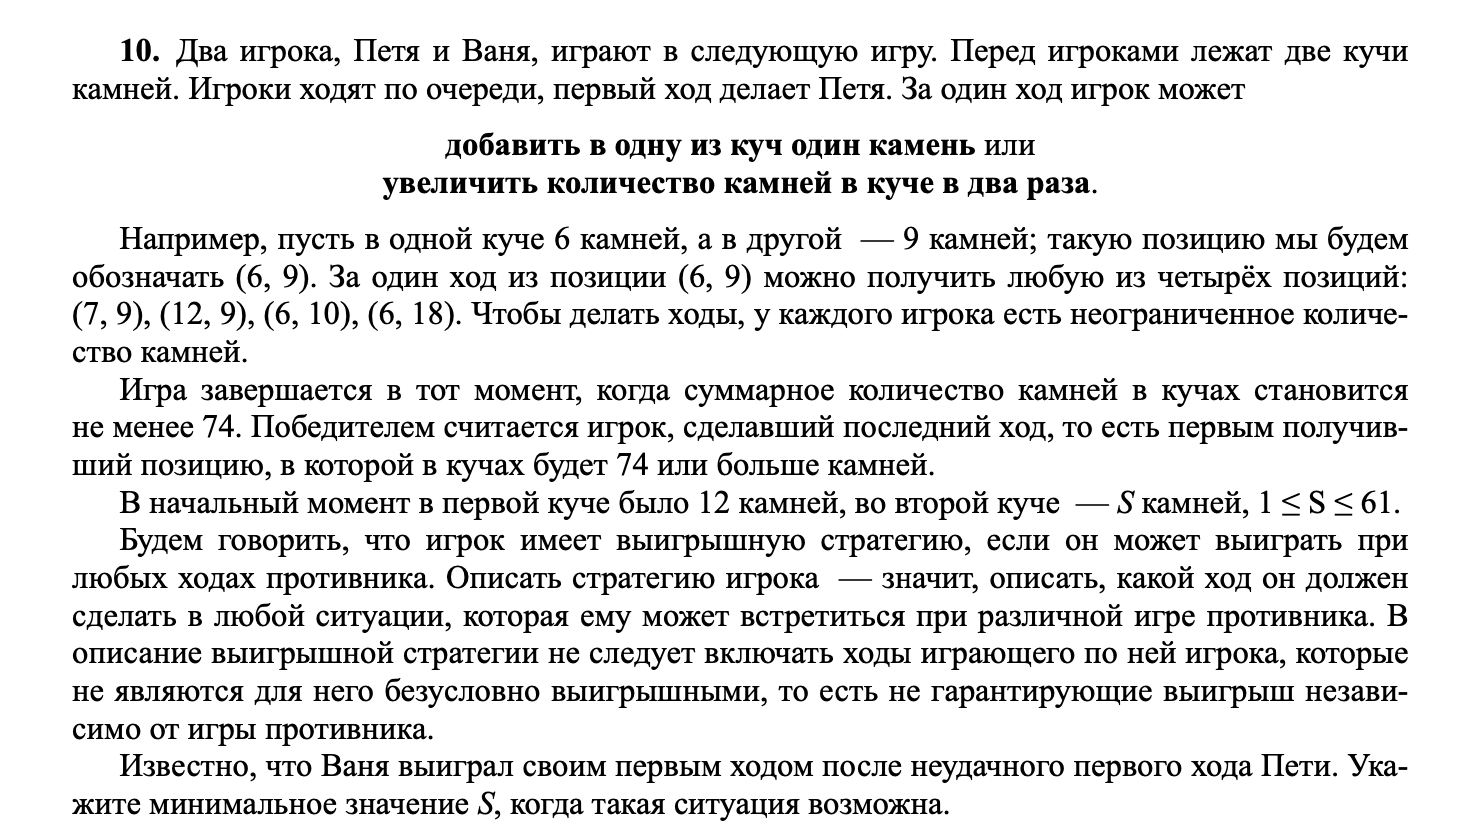 10. Два игрока, Петя и Ваня, играют в следующую игру. Перед игроками лежат две кучи
камней. Игроки ходят по очереди, первый ход делает Петя. За один ход игрок может
добавить в одну из куч один камень или
увеличить количество камней в куче в два раза.
Например, пусть в одной куче 6 камней, а в другой — 9 камней; такую позицию мы будем
обозначать (6, 9). За один ход из позиции (6, 9) можно получить любую из четырёх позиций:
(7, 9), (12, 9), (6, 10), (6, 18). Чтобы делать ходы, у каждого игрока есть неограниченное количе-
ство камней.
Игра завершается в тот момент, когда суммарное количество камней в кучах становится
не менее 74. Победителем считается игрок, сделавший последний ход, то есть первым получив-
ший позицию, в которой в кучах будет 74 или больше камней.
В начальный момент в первой куче было 12 камней, во второй куче — S камней, 1 ≤ S ≤ 61.
Будем говорить, что игрок имеет выигрышную стратегию, если он может выиграть при
любых ходах противника. Описать стратегию игрока — значит, описать, какой ход он должен
сделать в любой ситуации, которая ему может встретиться при различной игре противника. В
описание выигрышной стратегии не следует включать ходы играющего по ней игрока, которые
не являются для него безусловно выигрышными, то есть не гарантирующие выигрыш незави-
симо от игры противника.
Известно, что Ваня выиграл своим первым ходом после неудачного первого хода Пети. Ука-
жите минимальное значение S, когда такая ситуация возможна.